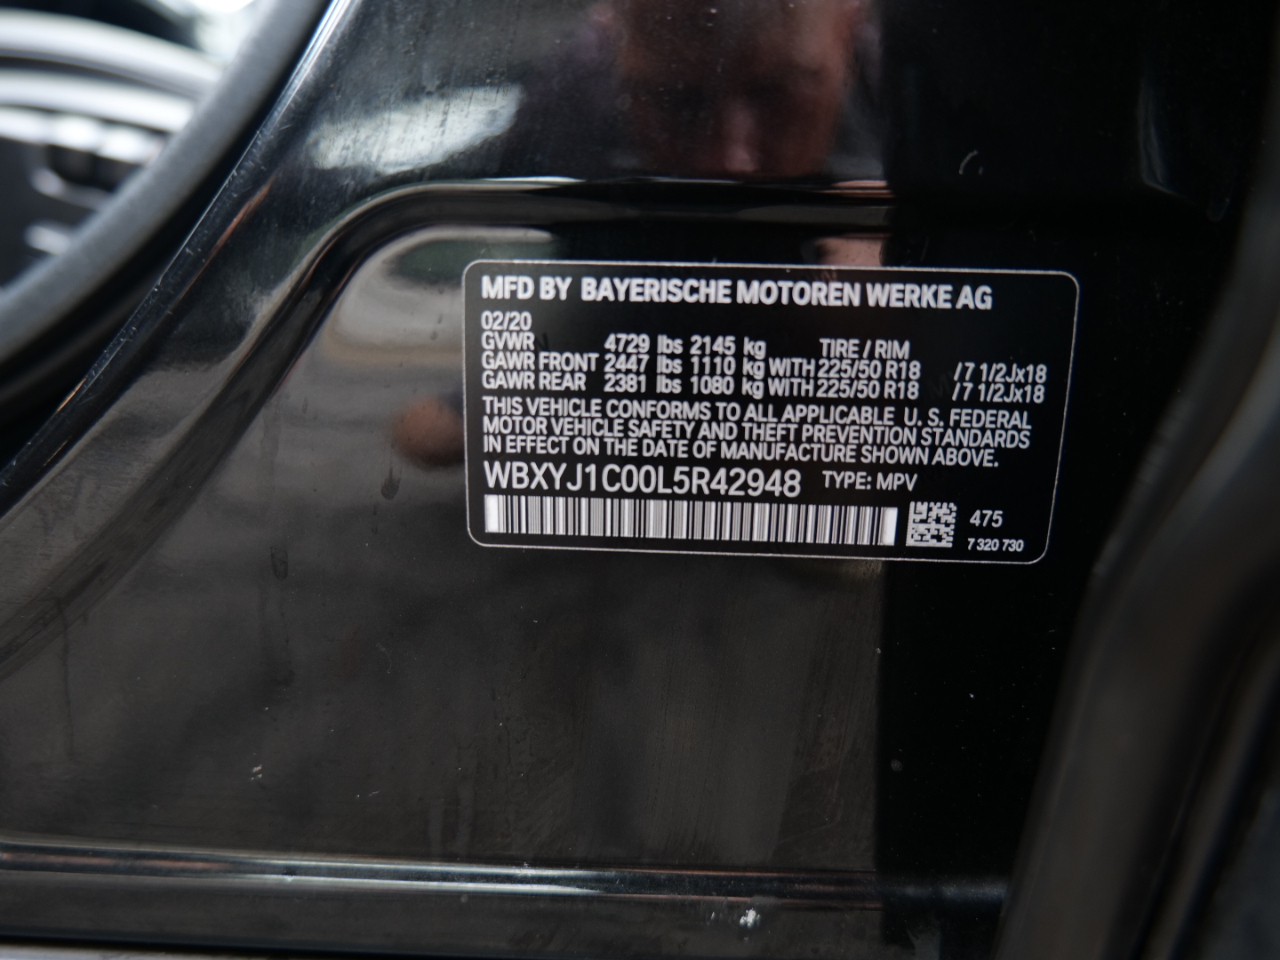 MFD BY BAYERISCHE MOTOREN WERKE AG
02/20
GVWR 4729 lbs 2145 kg TIRE / RIM
GAWR FRONT 2447 lbs 1110 kg WITH 225/50 R18 /7 1/2Jx18
GAWR REAR 2381 lbs 1080 kg WITH 225/50 R18 /7 1/2Jx18
THIS VEHICLE CONFORMS TO ALL APPLICABLE U. S. FEDERAL
MOTOR VEHICLE SAFETY AND THEFT PREVENTION STANDARDS
IN EFFECT ON THE DATE OF MANUFACTURE SHOWN ABOVE.
WBXYJ1C00L5R42948 TYPE: MPV
475
7 320 730